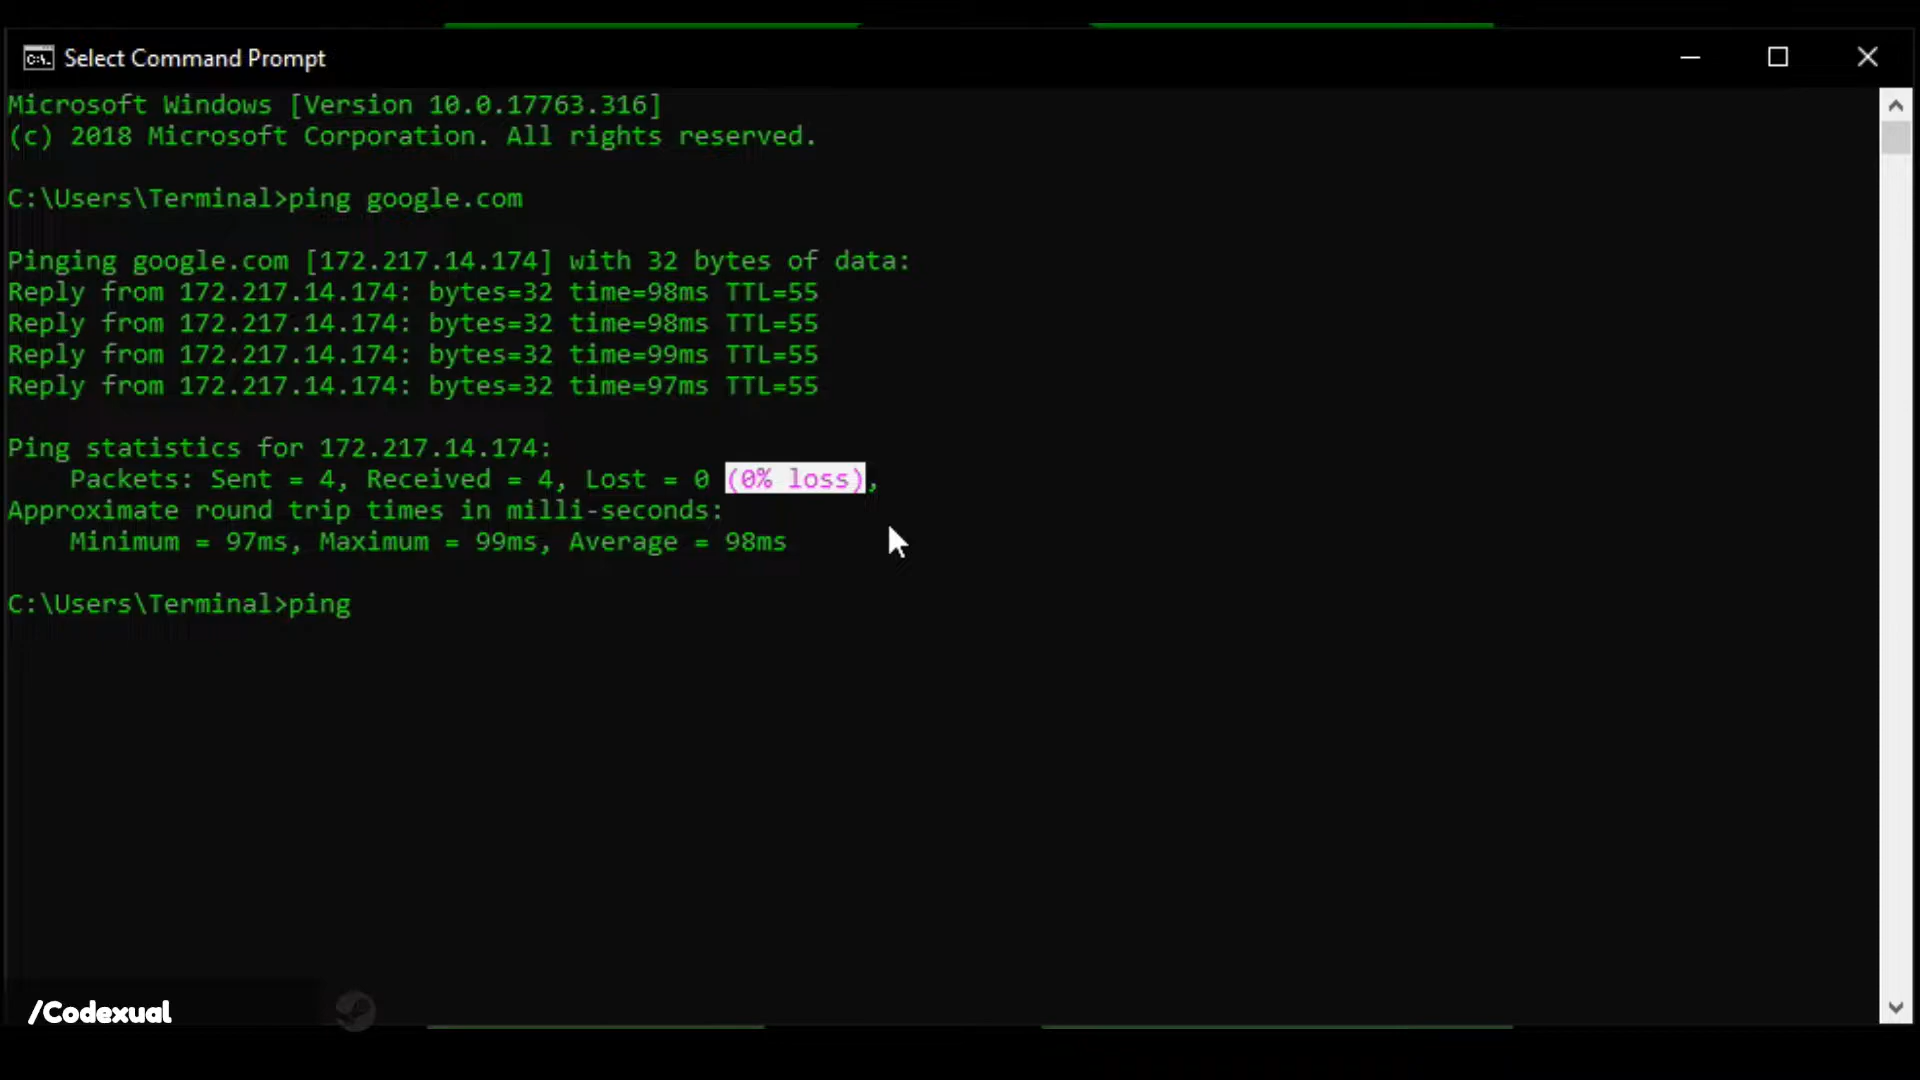 Select Command Prompt
Microsoft Windows [Version 10.0.17763.316]
(c) 2018 Microsoft Corporation. All rights reserved.
C:\Users\Terminal>ping google.com
Pinging google.com [172.217.14.174] with 32 bytes of data:
Reply from 172.217.14.174: bytes=32 time=98ms TTL=55
Reply from 172.217.14.174: bytes=32 time=98ms TTL=55
Reply from 172.217.14.174: bytes=32 time=99ms TTL=55
Reply from 172.217.14.174: bytes=32 time=97ms TTL=55
Ping statistics for 172.217.14.174:
Packets: Sent = 4, Received = 4, Lost = 0 (0% loss),
Approximate round trip times in milli-seconds:
Minimum = 97ms, Maximum = 99ms, Average = 98ms
C:\Users\Terminal>ping
/Codexual